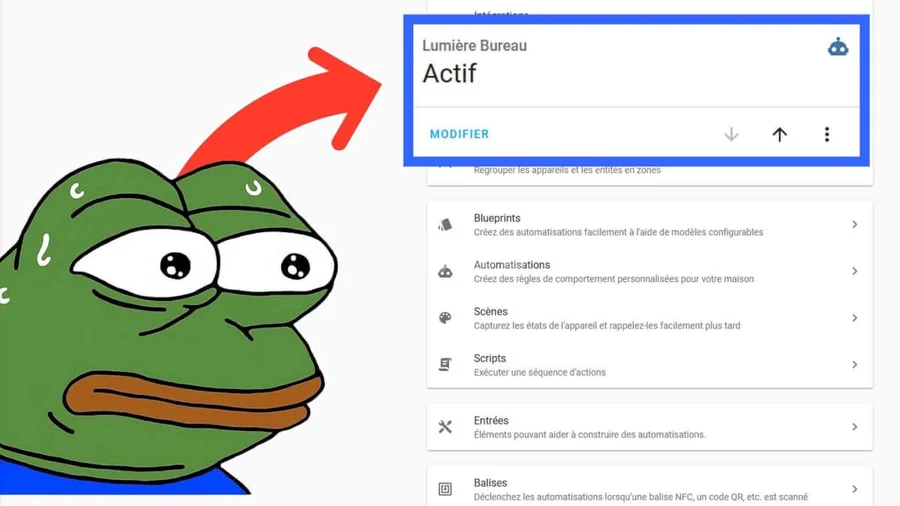 Intégrations
Lumière Bureau
Actif
MODIFIER
Regrouper les appareils et les entités en zones
Blueprints
Créez des automatisations facilement à l'aide de modèles configurables
Automatisations
Créez des règles de comportement personnalisées pour votre maison
Scènes
Capturez les états de l'appareil et rappelez-les facilement plus tard
Scripts
Exécuter une séquence d'actions
Entrées
Éléments pouvant aider à construire des automatisations.
Balises
Déclenchez les automatisations lorsqu'une balise NFC, un code QR, etc. est scanné